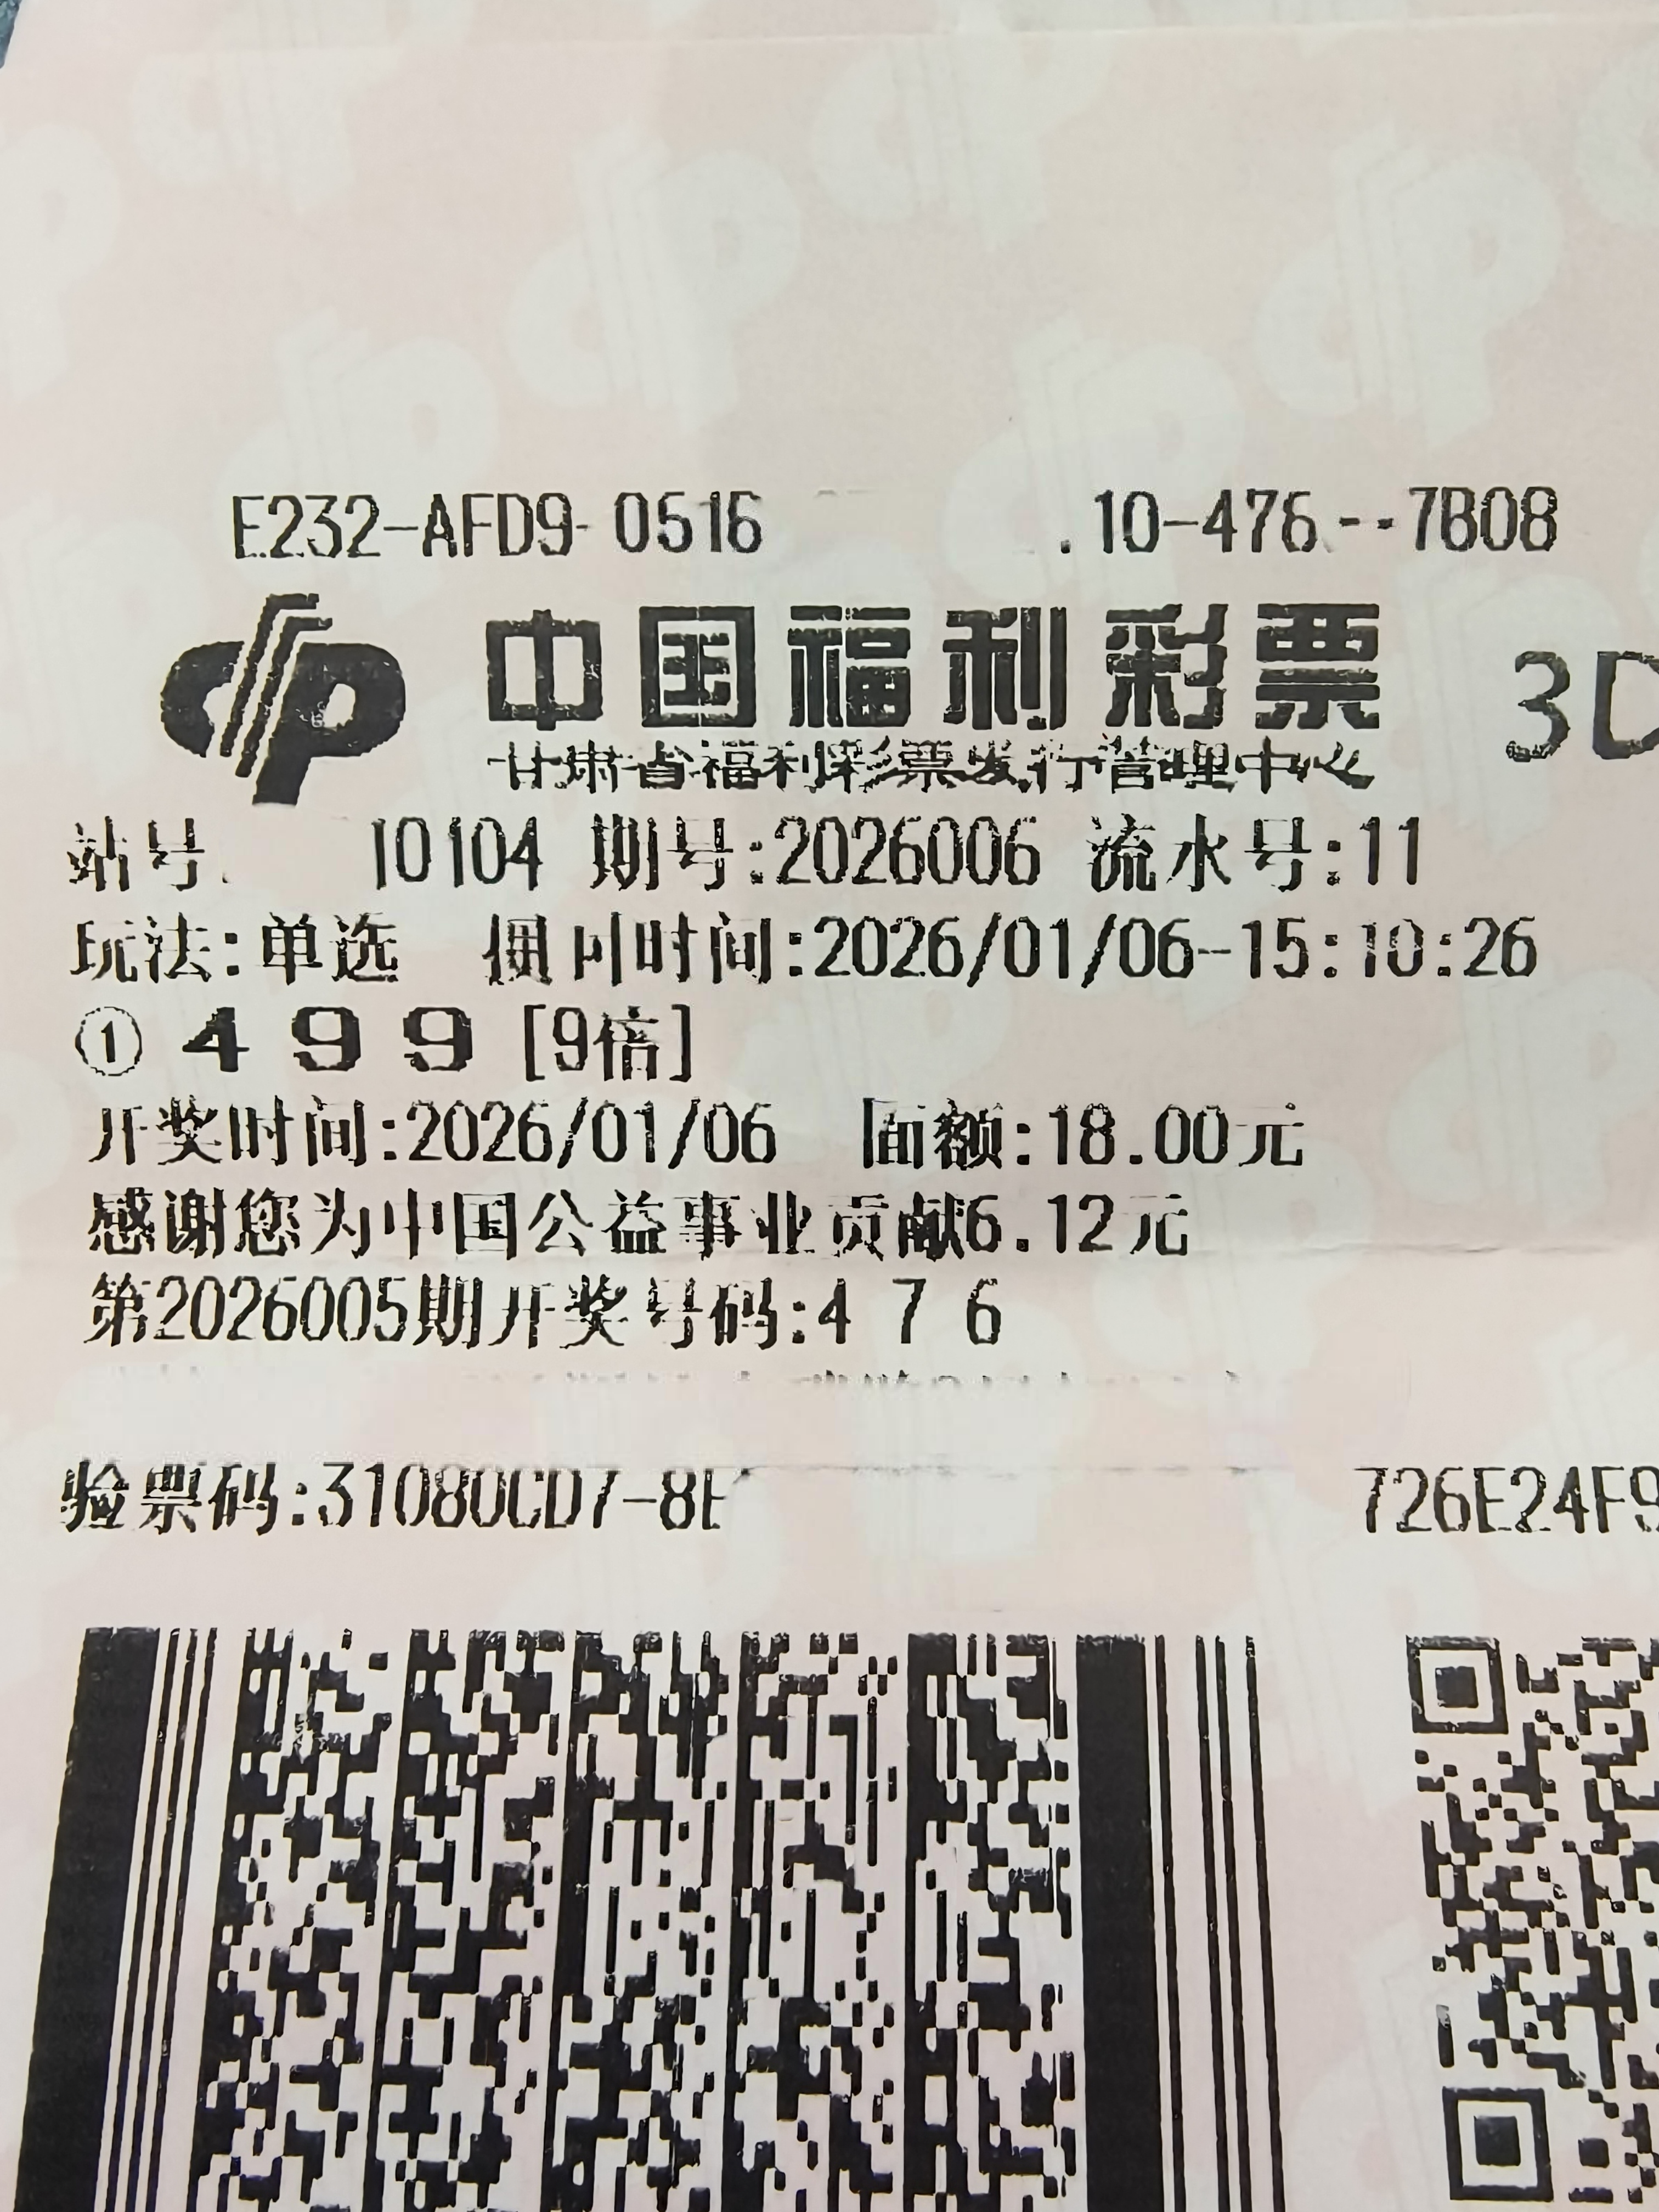 E232-AFD9-0516 .10-476--7B08
中国福利彩票 3D
甘肃省福利彩票发行管理中心
站号 10104 期号:2026006 流水号:11
玩法:单选 时间:2026/01/06-15:10:26
① 4 9 9 [9倍]
开奖时间:2026/01/06 面额:18.00元
感谢您为中国公益事业贡献6.12元
第2026005期开奖号码:4 7 6
验票码:31080CD7-8E 726E24F9